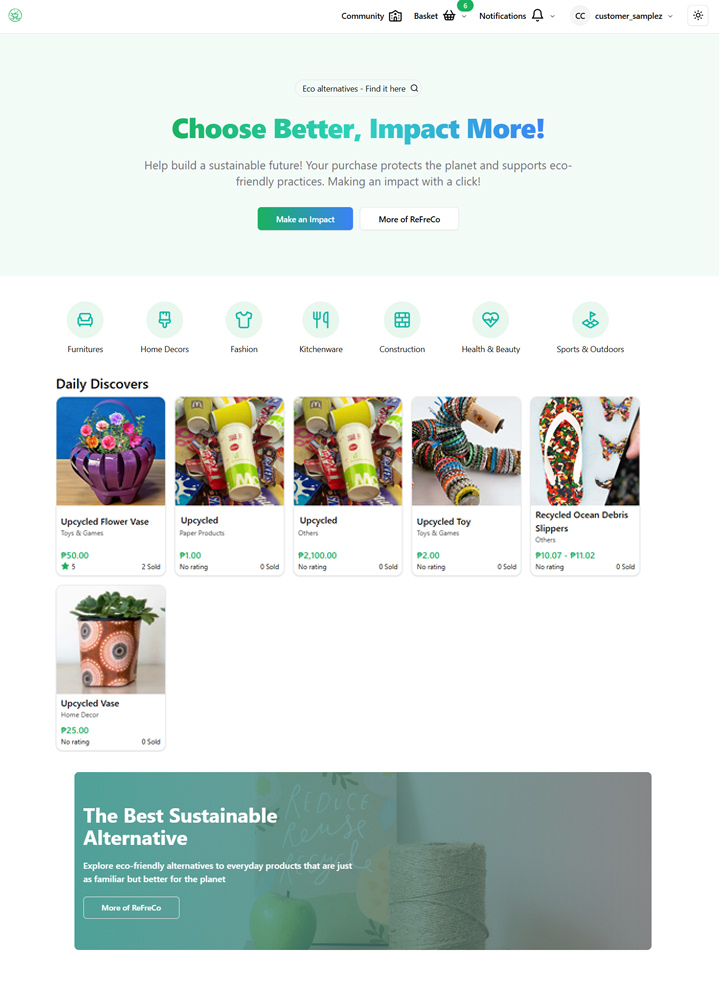 Community
Basket
6
Notifications
CC
customer_samplez
Eco alternatives - Find it here
Choose Better, Impact More!
Help build a sustainable future! Your purchase protects the planet and supports eco-
friendly practices. Making an impact with a click!
Make an Impact
More of ReFreCo
Furnitures
Home Decors
Fashion
Kitchenware
Construction
Health & Beauty
Sports & Outdoors
Daily Discovers
Upcycled Flower Vase
Toys & Games
₱50.00
5
2 Sold
Upcycled
Paper Products
₱1.00
No rating
0 Sold
Upcycled
Others
₱2,100.00
No rating
0 Sold
Upcycled Toy
Toys & Games
₱2.00
No rating
0 Sold
Recycled Ocean Debris
Slippers
Others
₱10.07 - ₱11.02
No rating
0 Sold
Upcycled Vase
Home Decor
₱25.00
No rating
0 Sold
The Best Sustainable
Alternative
Explore eco-friendly alternatives to everyday products that are just
as familiar but better for the planet
More of ReFreCo
REDUCE
Reuse
Recycle